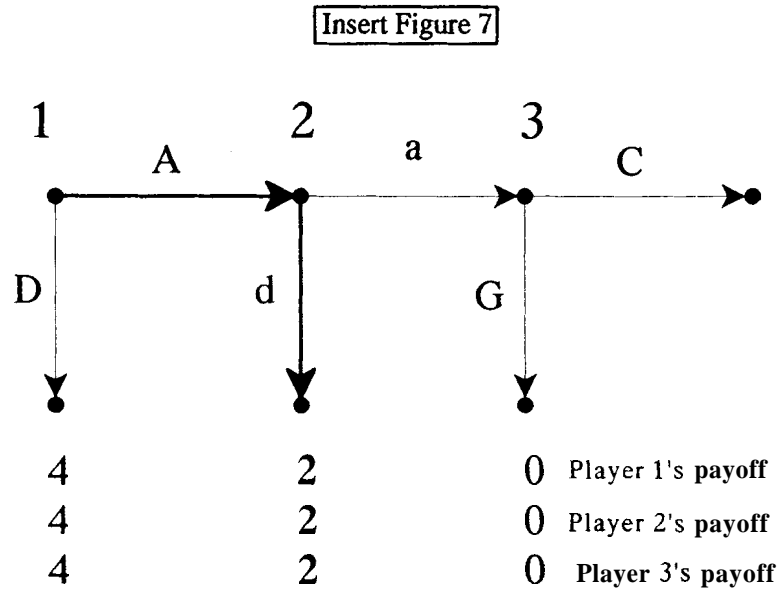 Insert Figure 7
1 2 3
A a C
D d G
4 2 0 Player 1's payoff
4 2 0 Player 2's payoff
4 2 0 Player 3's payoff